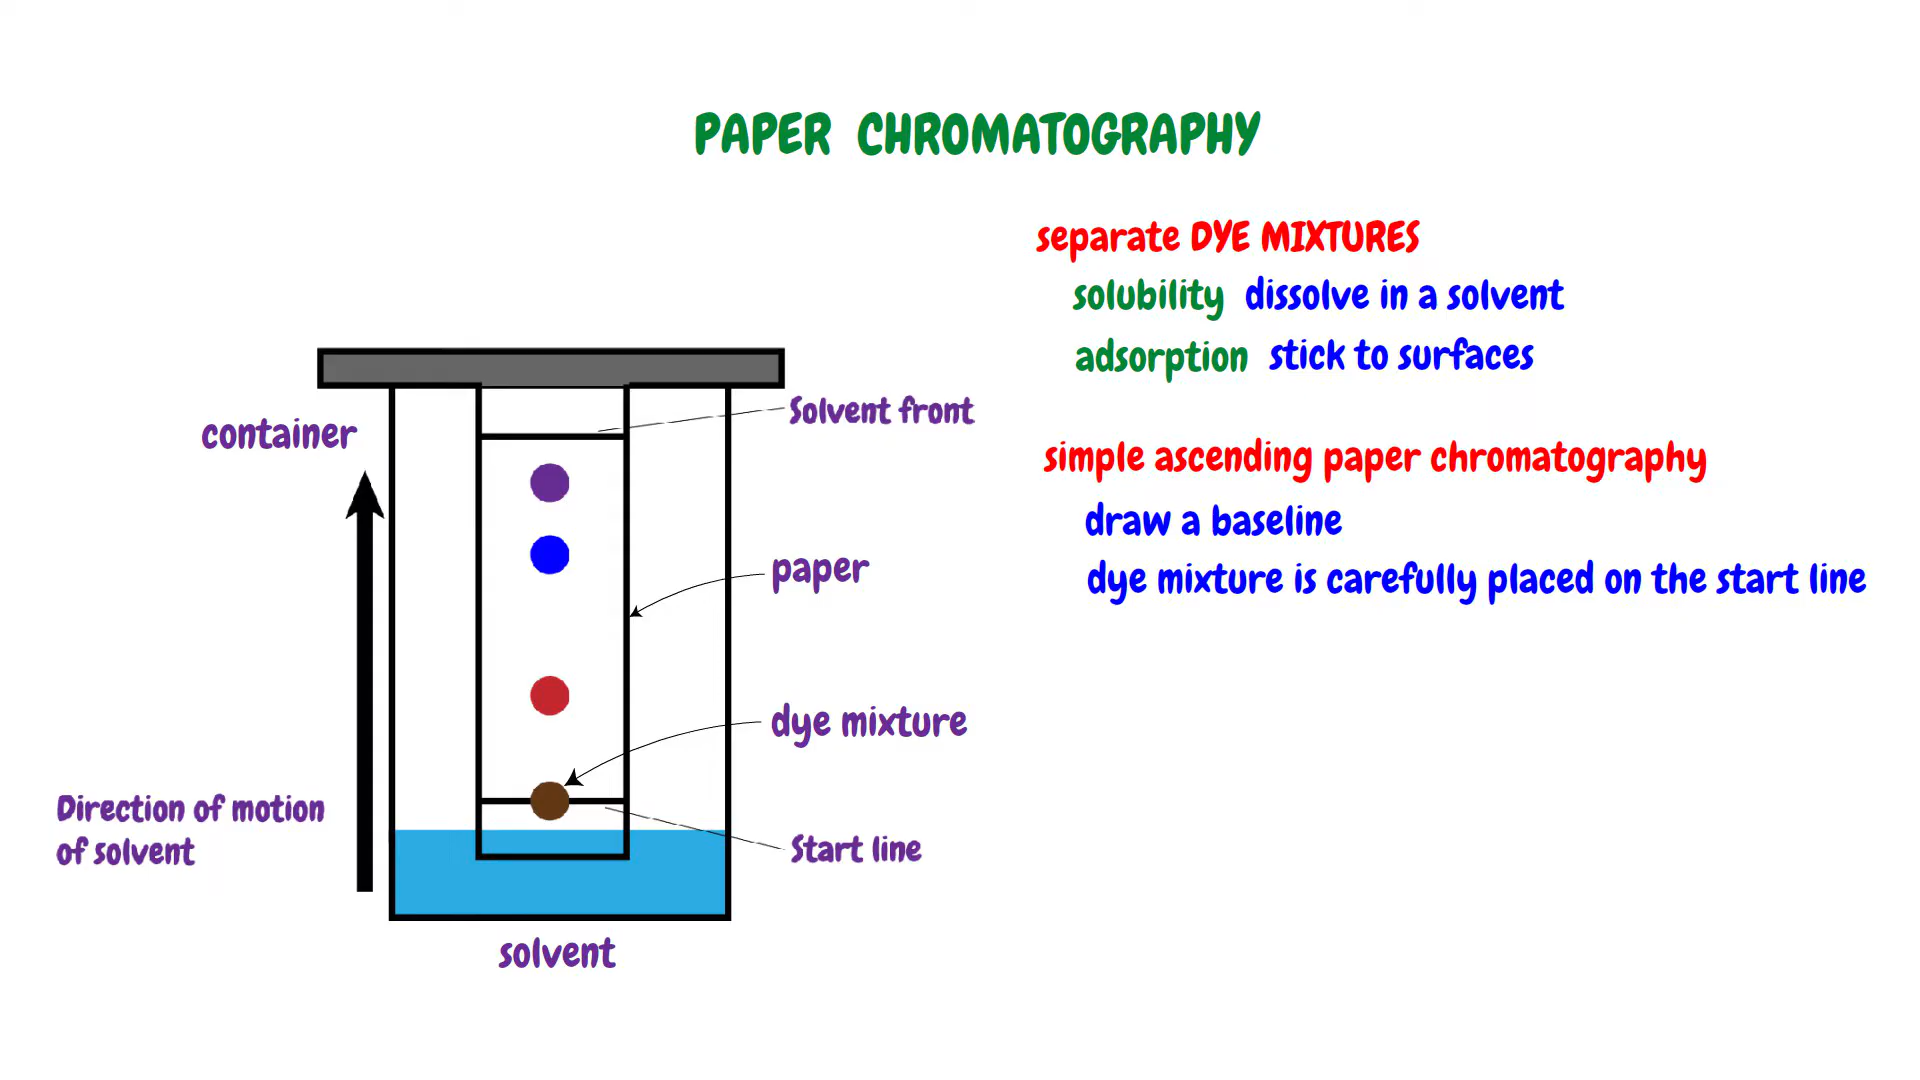 PAPER CHROMATOGRAPHY
separate DYE MIXTURES
solubility dissolve in a solvent
adsorption stick to surfaces
simple ascending paper chromatography
draw a baseline
dye mixture is carefully placed on the start line
container
Solvent front
paper
dye mixture
Direction of motion
of solvent
Start line
solvent